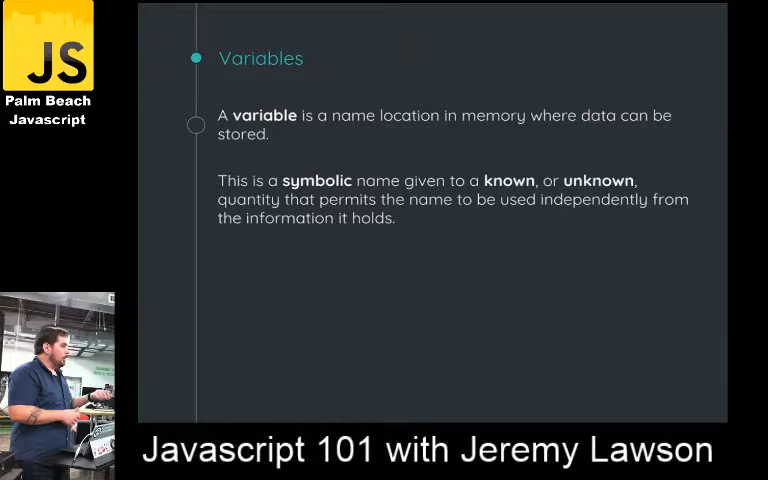 JS
Palm Beach
Javascript
Variables
A variable is a name location in memory where data can be
stored.
This is a symbolic name given to a known, or unknown,
quantity that permits the name to be used independently from
the information it holds.
Javascript 101 with Jeremy Lawson